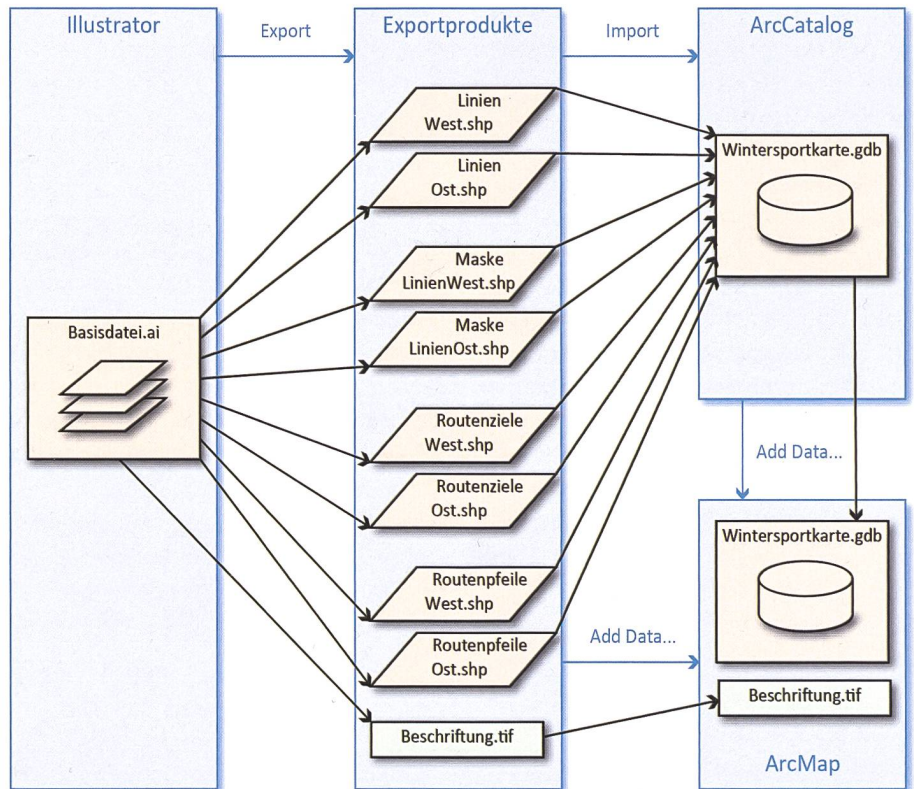 Illustrator
Export
Exportprodukte
Import
ArcCatalog
Linien
West.shp
Linien
Ost.shp
Maske
LinienWest.shp
Maske
LinienOst.shp
Routenziele
West.shp
Routenziele
Ost.shp
Routenpfeile
West.shp
Routenpfeile
Ost.shp
Beschriftung.tif
Basisdatei.ai
Wintersportkarte.gdb
Add Data...
Wintersportkarte.gdb
Add Data...
Beschriftung.tif
ArcMap